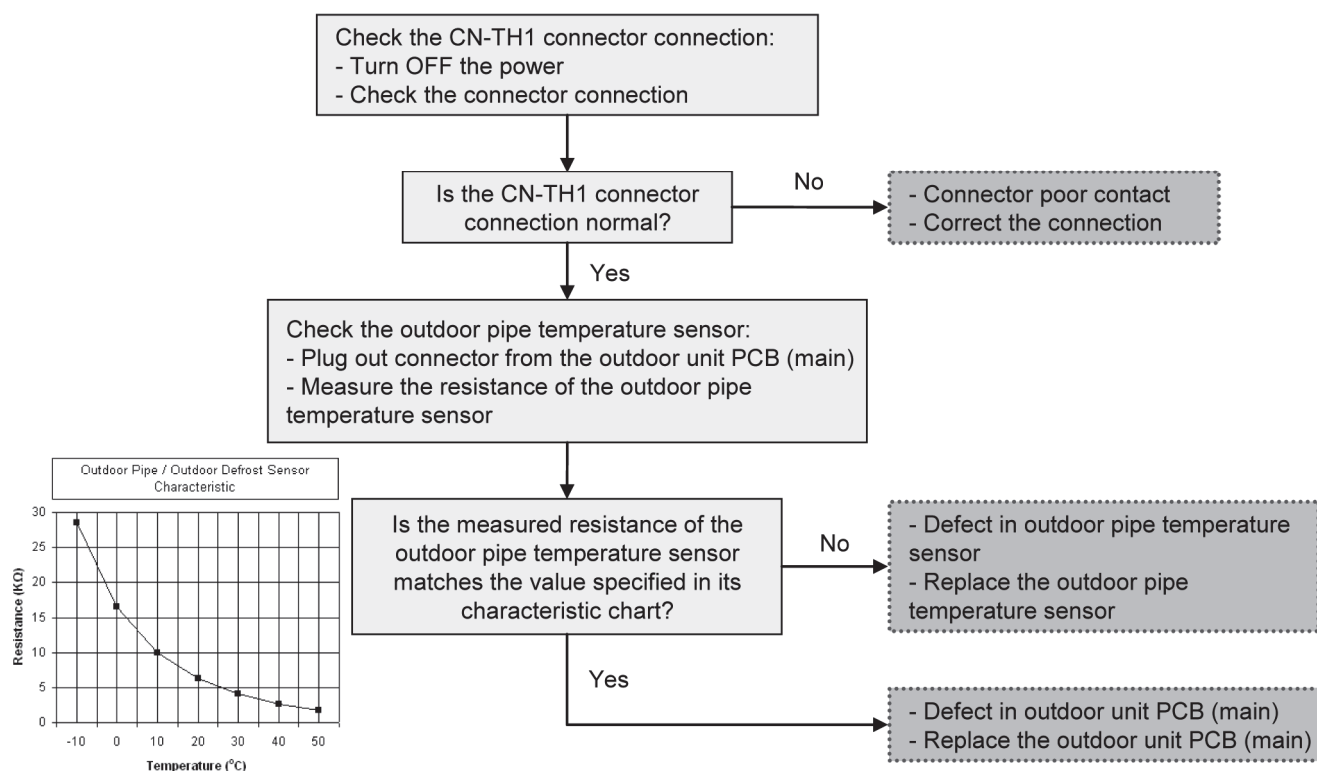 Check the CN-TH1 connector connection:
- Turn OFF the power
- Check the connector connection
Is the CN-TH1 connector
connection normal?
No
- Connector poor contact
- Correct the connection
Yes
Check the outdoor pipe temperature sensor:
- Plug out connector from the outdoor unit PCB (main)
- Measure the resistance of the outdoor pipe
temperature sensor
Outdoor Pipe / Outdoor Defrost Sensor
Characteristic
30
25
20
15
10
5
0
Resistance (KΩ)
-10 0 10 20 30 40 50
Temperature (°C)
Is the measured resistance of the
outdoor pipe temperature sensor
matches the value specified in its
characteristic chart?
No
- Defect in outdoor pipe temperature
sensor
- Replace the outdoor pipe
temperature sensor
Yes
- Defect in outdoor unit PCB (main)
- Replace the outdoor unit PCB (main)